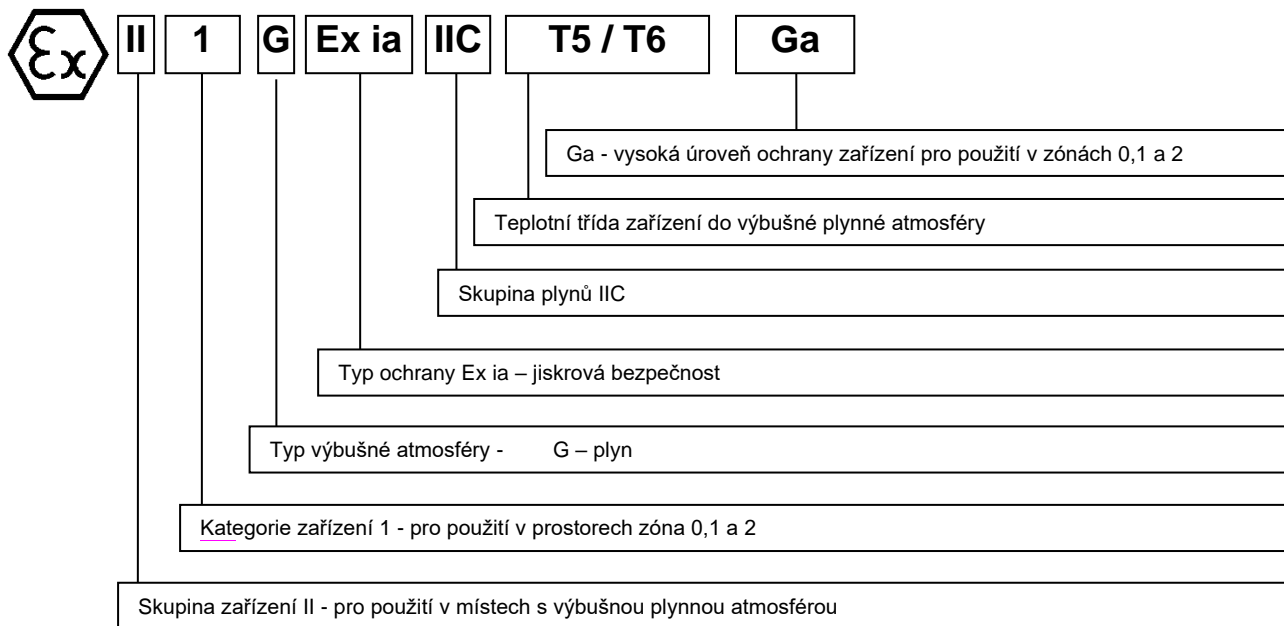 Ex II 1 G Ex ia IIC T5 / T6 Ga
Ga - vysoká úroveň ochrany zařízení pro použití v zónách 0,1 a 2
Teplotní třída zařízení do výbušné plynné atmosféry
Skupina plynů IIC
Typ ochrany Ex ia – jiskrová bezpečnost
Typ výbušné atmosféry - G – plyn
Kategorie zařízení 1 - pro použití v prostorech zóna 0,1 a 2
Skupina zařízení II - pro použití v místech s výbušnou plynnou atmosférou